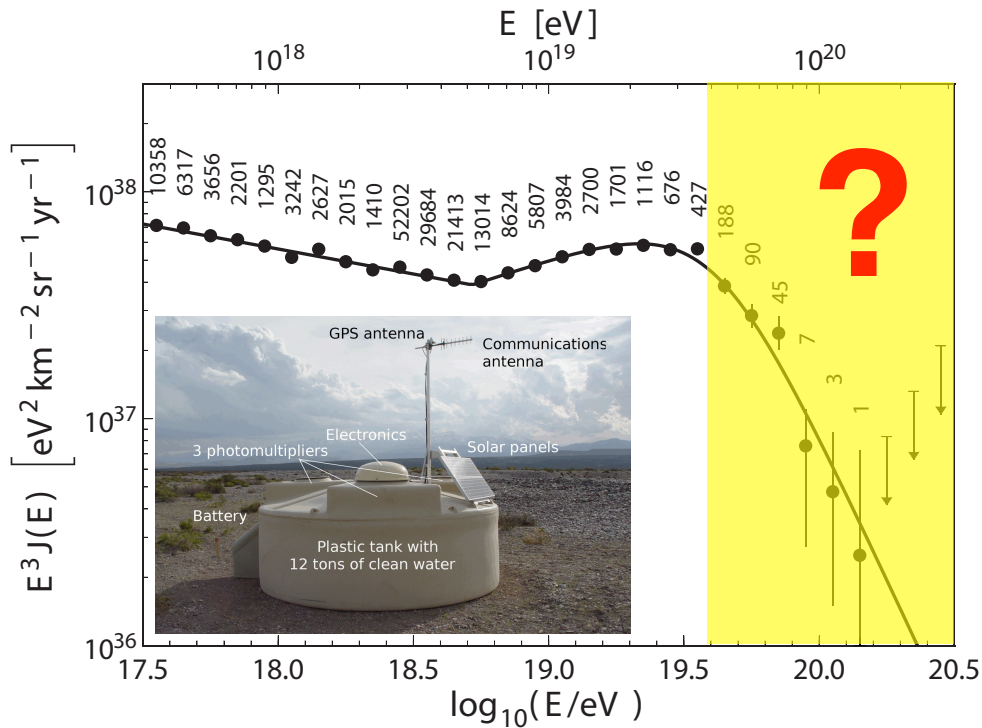 E [eV]
10^18 10^19 10^20
10^38
10^37
10^36
E^3 J(E) [eV^2 km^-2 sr^-1 yr^-1]
10358
6317
3656
2201
1295
3242
2627
2015
1410
52202
29684
21413
13014
8624
5807
3984
2700
1701
1116
676
427
188
90
45
7
3
1
?
GPS antenna
Communications
antenna
Electronics
3 photomultipliers
Solar panels
Battery
Plastic tank with
12 tons of clean water
17.5 18.0 18.5 19.0 19.5 20.0 20.5
log10(E/eV)